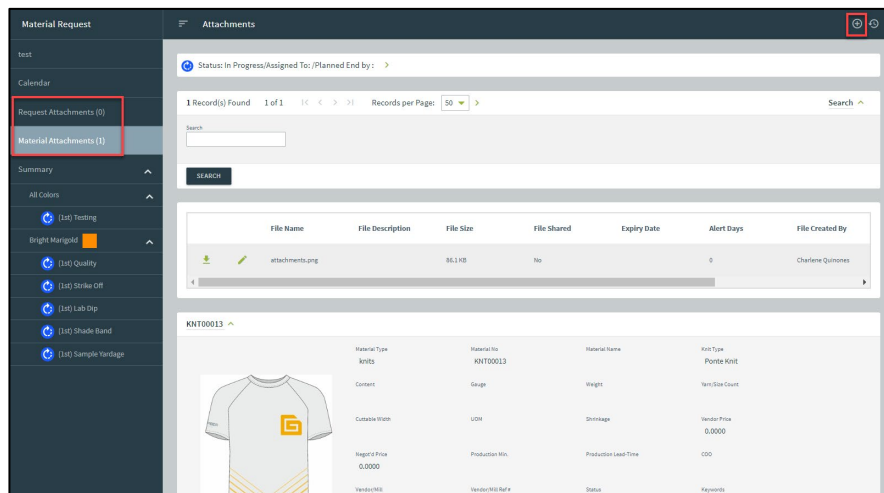 Material Request
Attachments
test
Calendar
Request Attachments (0)
Material Attachments (1)
Summary
All Colors
(1st) Testing
Bright Marigold
(1st) Quality
(1st) Strike Off
(1st) Lab Dip
(1st) Shade Band
(1st) Sample Yardage
Status: In Progress/Assigned To: /Planned End by :
1 Record(s) Found 1 of 1 Records per Page: 50 Search
Search
SEARCH
File Name File Description File Size File Shared Expiry Date Alert Days File Created By
attachments.png 86.1 KB No 0 Charlene Quinones
KNT00013
Material Type Material No Material Name Knit Type
knits KNT00013 Ponte Knit
Content Gauge Weight Yarn/Size Count
Cuttable Width UOM Shrinkage Vendor Price
0.0000
Negot'd Price Production Min. Production Lead-Time COO
0.0000
Vendor/Mill Vendor/Mill Ref # Status Keywords